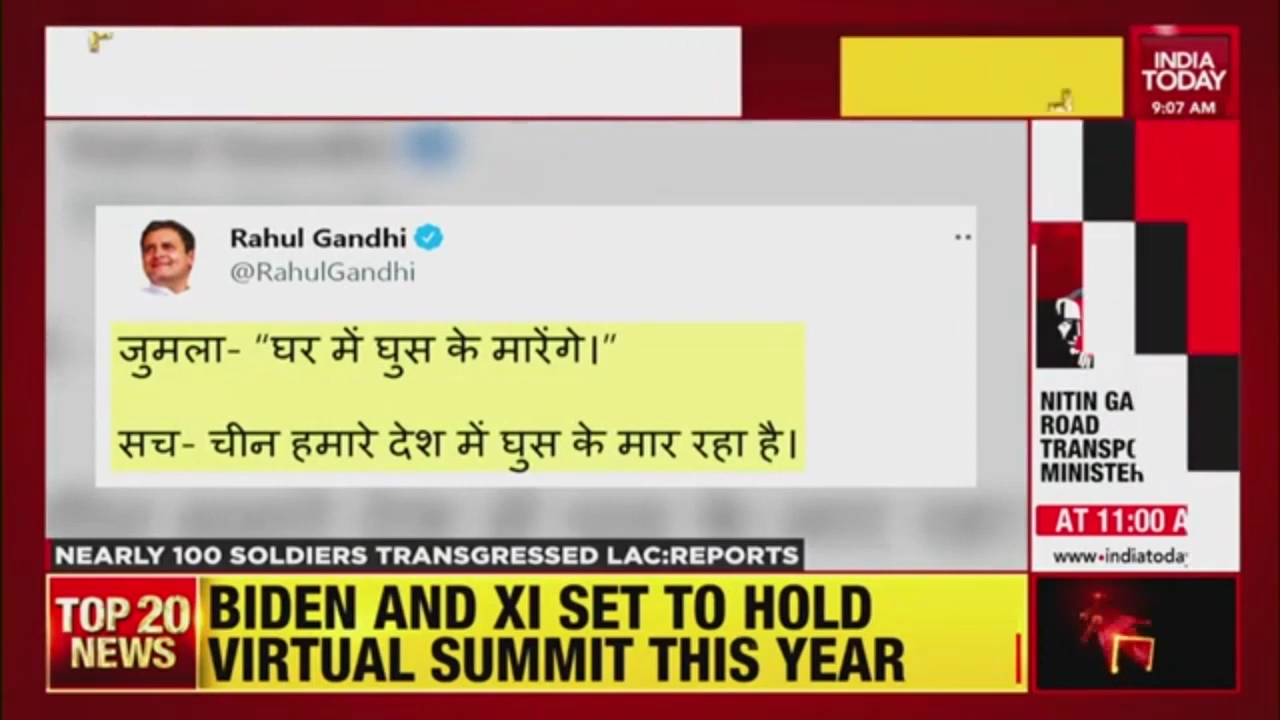 INDIA
TODAY
9:07 AM
Rahul Gandhi
@RahulGandhi
जुमला- “घर में घुस के मारेंगे।”
सच- चीन हमारे देश में घुस के मार रहा है।
NITIN GA
ROAD
TRANSPO
MINISTER
AT 11:00 A
www•indiatoda
NEARLY 100 SOLDIERS TRANSGRESSED LAC:REPORTS
TOP 20
NEWS
BIDEN AND XI SET TO HOLD
VIRTUAL SUMMIT THIS YEAR